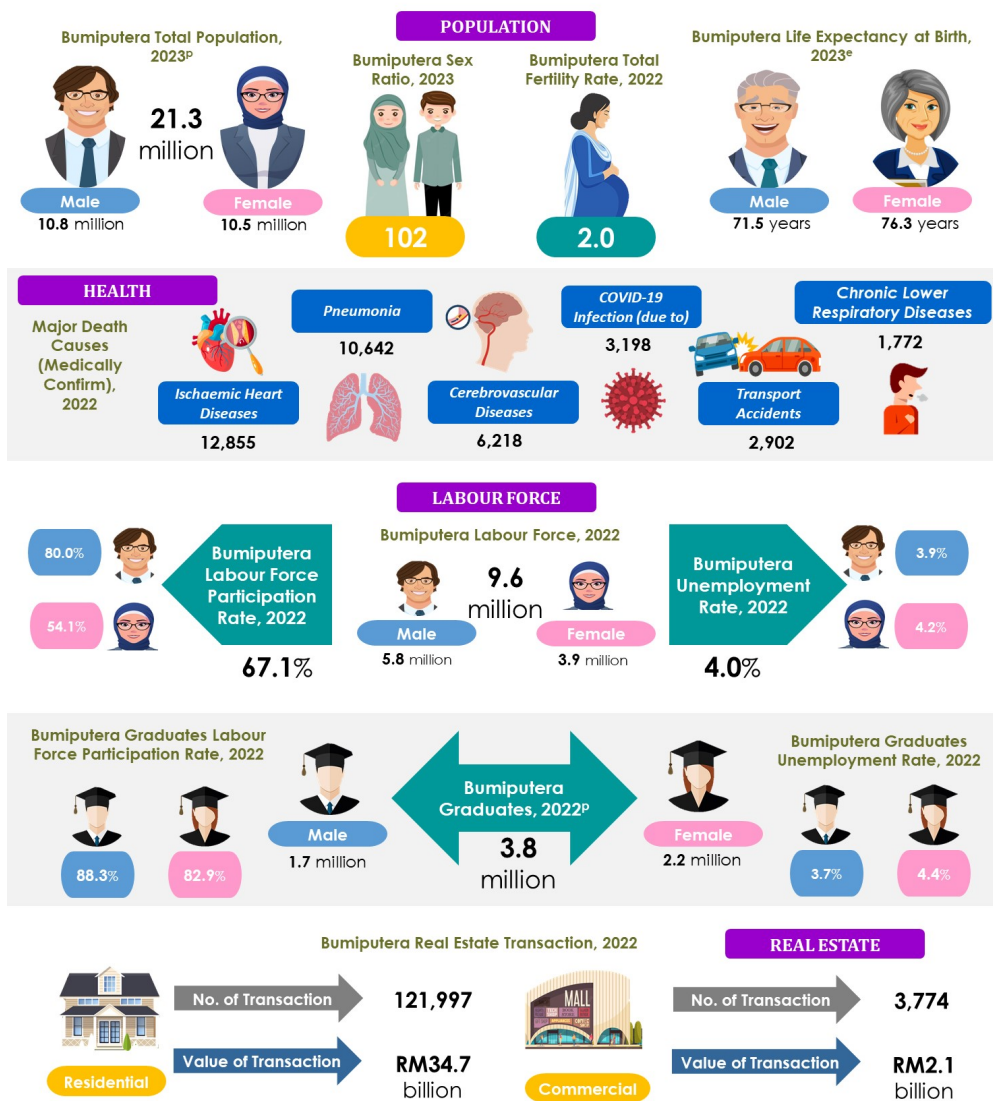 POPULATION
Bumiputera Total Population,
2023ᵖ
21.3
million
Male
10.8 million
Female
10.5 million
Bumiputera Sex
Ratio, 2023
102
Bumiputera Total
Fertility Rate, 2022
2.0
Bumiputera Life Expectancy at Birth,
2023ᵉ
Male
71.5 years
Female
76.3 years
HEALTH
Major Death
Causes
(Medically
Confirm),
2022
Ischaemic Heart
Diseases
12,855
Pneumonia
10,642
Cerebrovascular
Diseases
6,218
COVID-19
Infection (due to)
3,198
Transport
Accidents
2,902
Chronic Lower
Respiratory Diseases
1,772
LABOUR FORCE
80.0%
54.1%
Bumiputera
Labour Force
Participation
Rate, 2022
67.1%
Bumiputera Labour Force, 2022
9.6
million
Male
5.8 million
Female
3.9 million
Bumiputera
Unemployment
Rate, 2022
4.0%
3.9%
4.2%
Bumiputera Graduates Labour
Force Participation Rate, 2022
88.3%
82.9%
Male
1.7 million
Bumiputera
Graduates, 2022ᵖ
3.8
million
Female
2.2 million
Bumiputera Graduates
Unemployment Rate, 2022
3.7%
4.4%
Bumiputera Real Estate Transaction, 2022
REAL ESTATE
Residential
No. of Transaction
121,997
Value of Transaction
RM34.7
billion
MALL
Commercial
No. of Transaction
3,774
Value of Transaction
RM2.1
billion